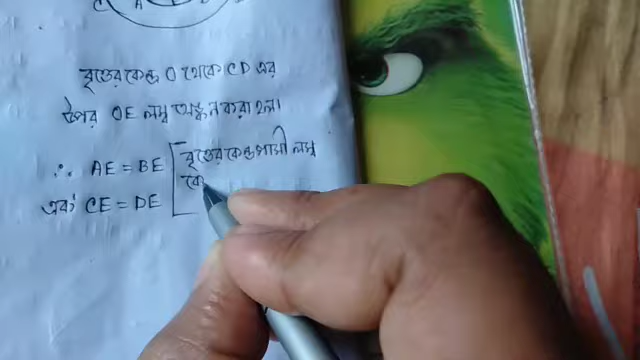 C A
বৃত্তের কেন্দ্র O থেকে CD এর
উপর OE লম্ব অঙ্কন করা হলো।
∴ AE = BE [বৃত্তের কেন্দ্রগামী লম্ব
এবং CE = DE